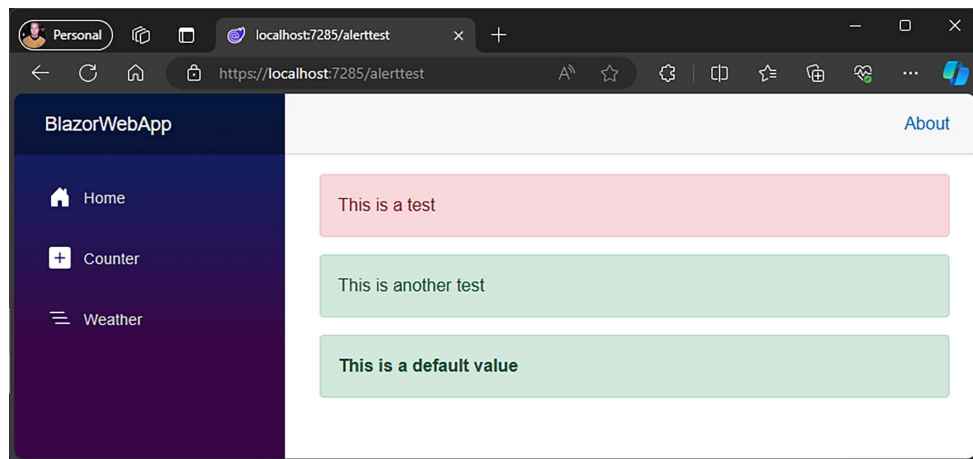 Personal
localhost:7285/alerttest
https://localhost:7285/alerttest
BlazorWebApp
About
Home
Counter
Weather
This is a test
This is another test
This is a default value